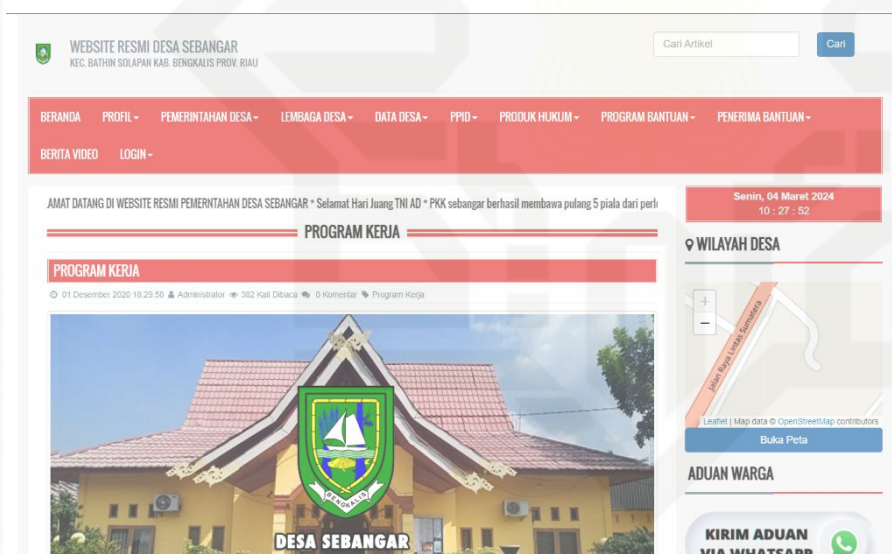 WEBSITE RESMI DESA SEBANGAR
KEC. BATHIN SOLAPAN KAB. BENGKALIS PROV. RIAU
Cari Artikel
Cari
BERANDA PROFIL PEMERINTAHAN DESA LEMBAGA DESA DATA DESA PPID PRODUK HUKUM PROGRAM BANTUAN PENERIMA BANTUAN
BERITA VIDEO LOGIN
AMAT DATANG DI WEBSITE RESMI PEMERNTAHAN DESA SEBANGAR * Selamat Hari Juang TNI AD * PKK sebangar berhasil membawa pulang 5 piala dari perl
PROGRAM KERJA
PROGRAM KERJA
01 Desember 2020 18:29:58 Administrator 382 Kali Dibaca 0 Komentar Program Kerja
BENGKALIS
DESA SEBANGAR
Senin, 04 Maret 2024
10 : 27 : 52
WILAYAH DESA
+
−
Jalan Raya Lintas Sumatera
Leaflet | Map data © OpenStreetMap contributors
Buka Peta
ADUAN WARGA
KIRIM ADUAN
VIA WHATSAPP